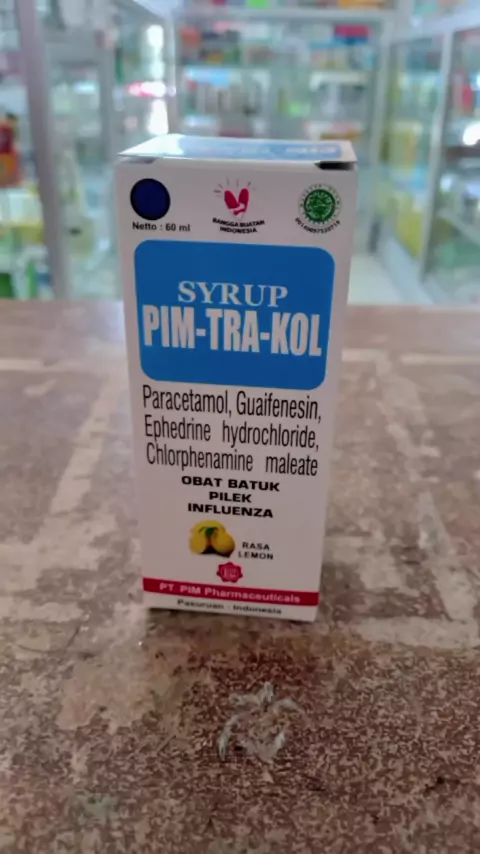 Netto : 60 ml
BANGGA BUATAN
INDONESIA
SYRUP
PIM-TRA-KOL
Paracetamol, Guaifenesin,
Ephedrine hydrochloride,
Chlorphenamine maleate
OBAT BATUK
PILEK
INFLUENZA
RASA
LEMON
PT. PIM Pharmaceuticals
Pasuruan - Indonesia